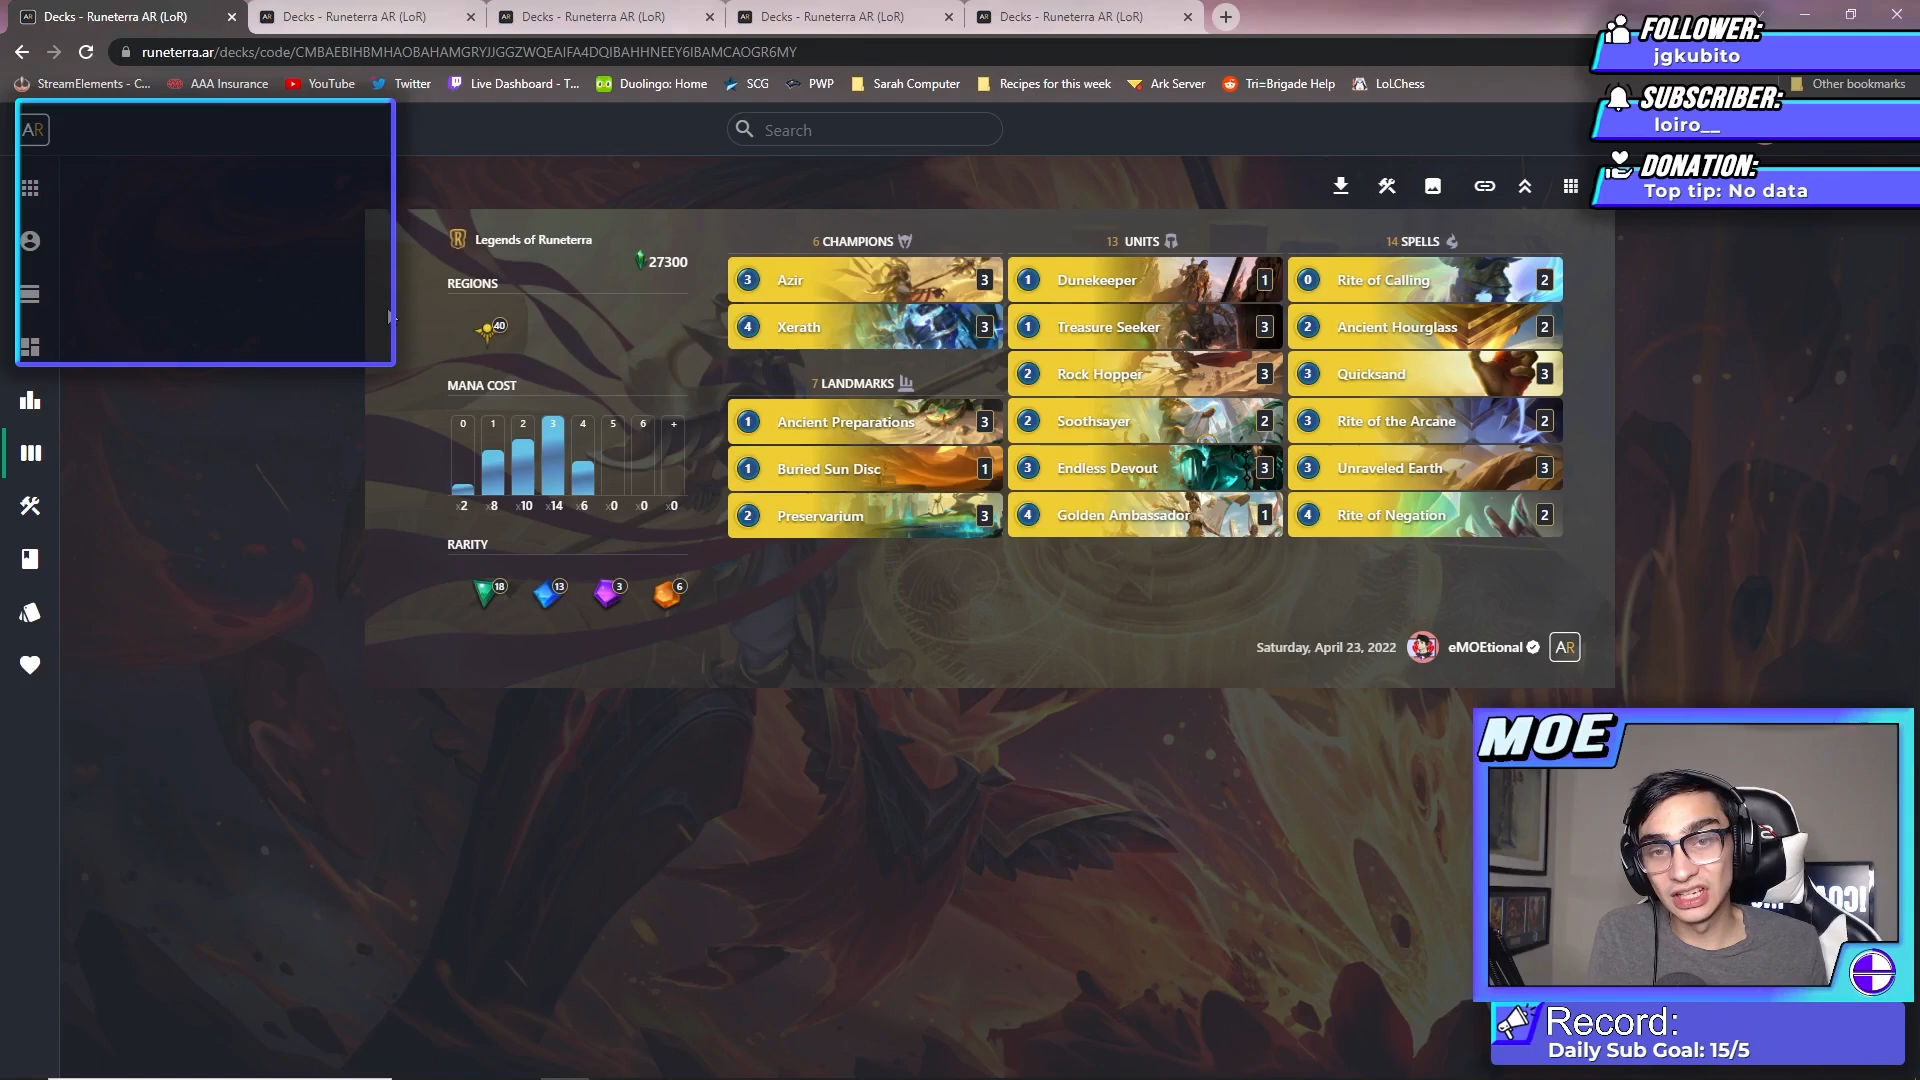 Decks - Runeterra AR (LoR)
Decks - Runeterra AR (LoR)
Decks - Runeterra AR (LoR)
Decks - Runeterra AR (LoR)
Decks - Runeterra AR (LoR)
runeterra.ar/decks/code/CMBAEBIHBMHAOBAHAMGRYJJGGZWQEAIFA4DQIBAHHNEEY6IBAMCAOGR6MY
StreamElements - C...
AAA Insurance
YouTube
Twitter
Live Dashboard - T...
Duolingo: Home
SCG
PWP
Sarah Computer
Recipes for this week
Ark Server
Tri=Brigade Help
LoLChess
Other bookmarks
FOLLOWER:
jgkubito
SUBSCRIBER:
loiro__
DONATION:
Top tip: No data
AR
Search
Legends of Runeterra
27300
REGIONS
40
MANA COST
0 1 2 3 4 5 6 +
x2 x8 x10 x14 x6 x0 x0 x0
RARITY
18 13 3 6
6 CHAMPIONS
3 Azir 3
4 Xerath 3
7 LANDMARKS
1 Ancient Preparations 3
1 Buried Sun Disc 1
2 Preservarium 3
13 UNITS
1 Dunekeeper 1
1 Treasure Seeker 3
2 Rock Hopper 3
2 Soothsayer 2
3 Endless Devout 3
4 Golden Ambassador 1
14 SPELLS
0 Rite of Calling 2
2 Ancient Hourglass 2
3 Quicksand 3
3 Rite of the Arcane 2
3 Unraveled Earth 3
4 Rite of Negation 2
Saturday, April 23, 2022
eMOEtional
AR
MOE
Record:
Daily Sub Goal: 15/5